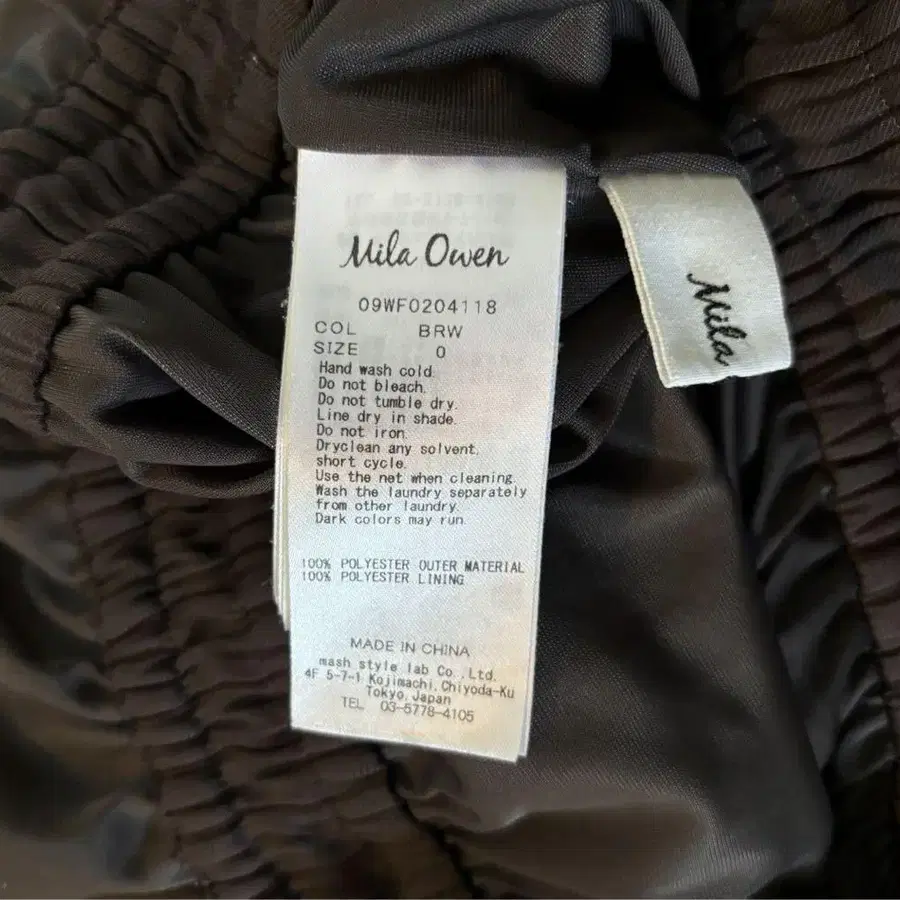 Mila Owen
09WF0204118
COL BRW
SIZE 0
Hand wash cold.
Do not bleach.
Do not tumble dry.
Line dry in shade.
Do not iron.
Dryclean any solvent,
short cycle.
Use the net when cleaning.
Wash the laundry separately
from other laundry.
Dark colors may run.
100% POLYESTER OUTER MATERIAL
100% POLYESTER LINING
MADE IN CHINA
mash style lab Co.,Ltd.
4F 5-7-1 Kojimachi,Chiyoda-Ku
Tokyo,Japan
TEL 03-5778-4105
Mila